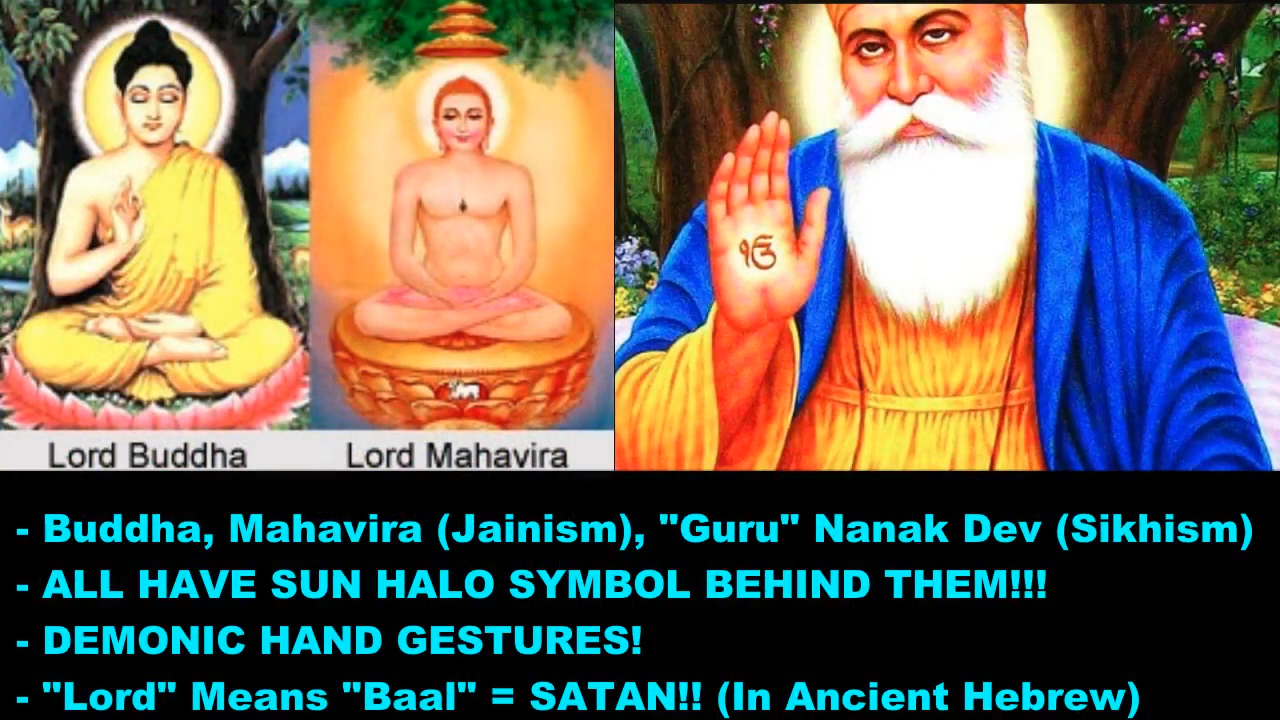 ੴ
Lord Buddha
Lord Mahavira
- Buddha, Mahavira (Jainism), "Guru" Nanak Dev (Sikhism)
- ALL HAVE SUN HALO SYMBOL BEHIND THEM!!!
- DEMONIC HAND GESTURES!
- "Lord" Means "Baal" = SATAN!! (In Ancient Hebrew)